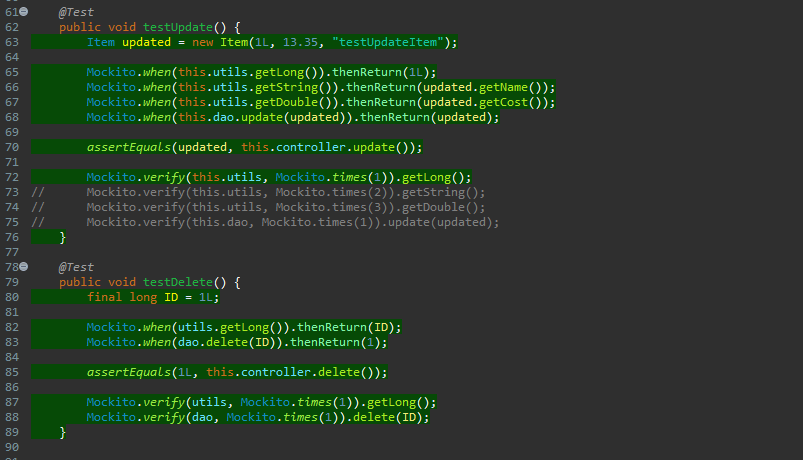 61 @Test
62 public void testUpdate() {
63 Item updated = new Item(1L, 13.35, "testUpdateItem");
64
65 Mockito.when(this.utils.getLong()).thenReturn(1L);
66 Mockito.when(this.utils.getString()).thenReturn(updated.getName());
67 Mockito.when(this.utils.getDouble()).thenReturn(updated.getCost());
68 Mockito.when(this.dao.update(updated)).thenReturn(updated);
69
70 assertEquals(updated, this.controller.update());
71
72 Mockito.verify(this.utils, Mockito.times(1)).getLong();
73 // Mockito.verify(this.utils, Mockito.times(2)).getString();
74 // Mockito.verify(this.utils, Mockito.times(3)).getDouble();
75 // Mockito.verify(this.dao, Mockito.times(1)).update(updated);
76 }
77
78 @Test
79 public void testDelete() {
80 final long ID = 1L;
81
82 Mockito.when(utils.getLong()).thenReturn(ID);
83 Mockito.when(dao.delete(ID)).thenReturn(1);
84
85 assertEquals(1L, this.controller.delete());
86
87 Mockito.verify(utils, Mockito.times(1)).getLong();
88 Mockito.verify(dao, Mockito.times(1)).delete(ID);
89 }
90